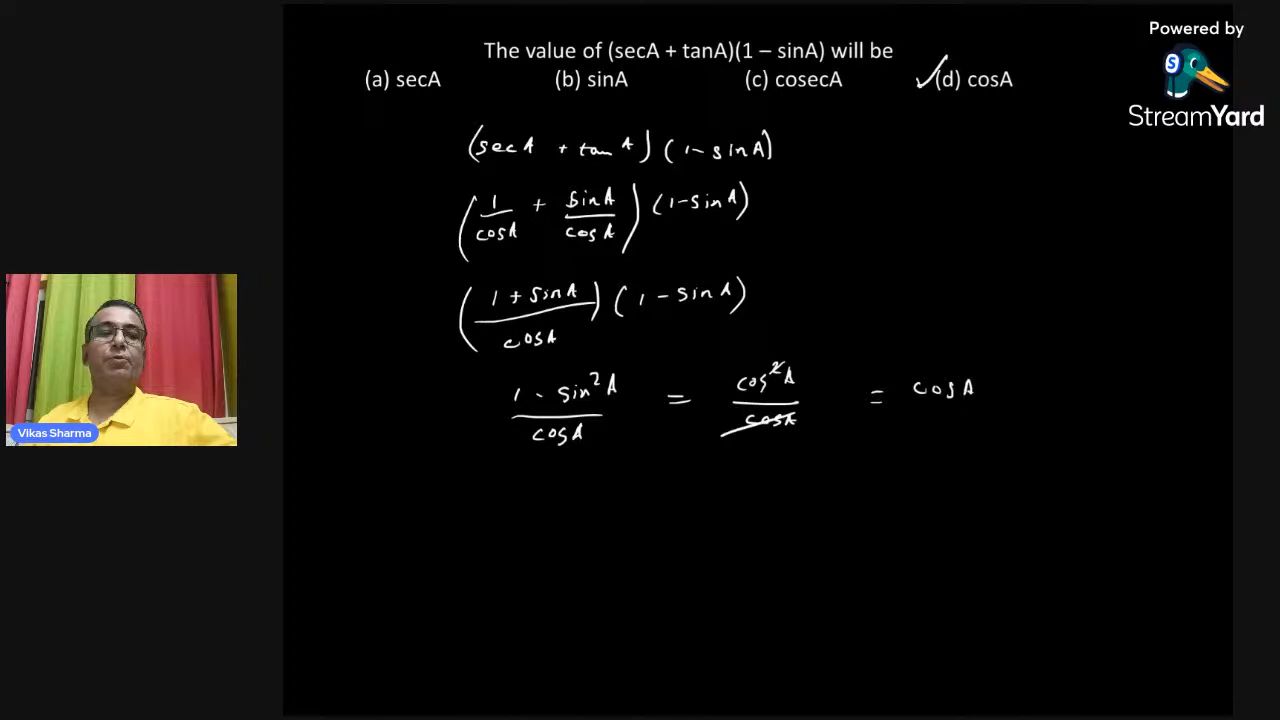 Powered by
StreamYard
The value of (secA + tanA)(1 – sinA) will be
(a) secA (b) sinA (c) cosecA ✓(d) cosA
(secA + tanA)(1-sinA)
(1/cosA + sinA/cosA)(1-sinA)
(1+sinA/cosA)(1-sinA)
1-sin²A/cosA = cos²A/cosA = cosA
Vikas Sharma